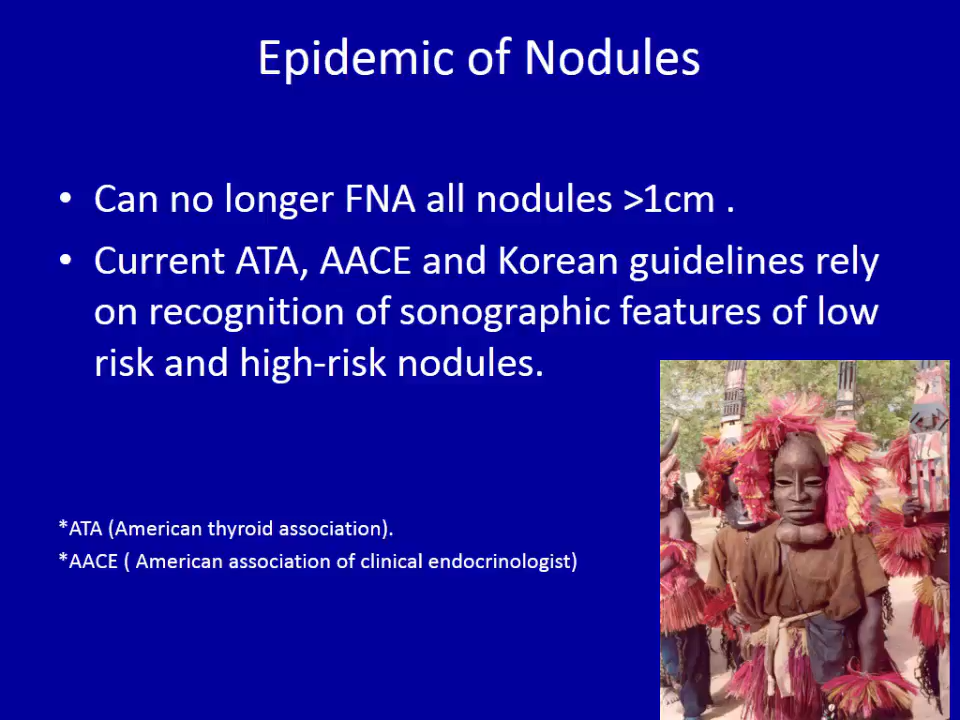 Epidemic of Nodules
• Can no longer FNA all nodules >1cm .
• Current ATA, AACE and Korean guidelines rely
on recognition of sonographic features of low
risk and high-risk nodules.
*ATA (American thyroid association).
*AACE ( American association of clinical endocrinologist)